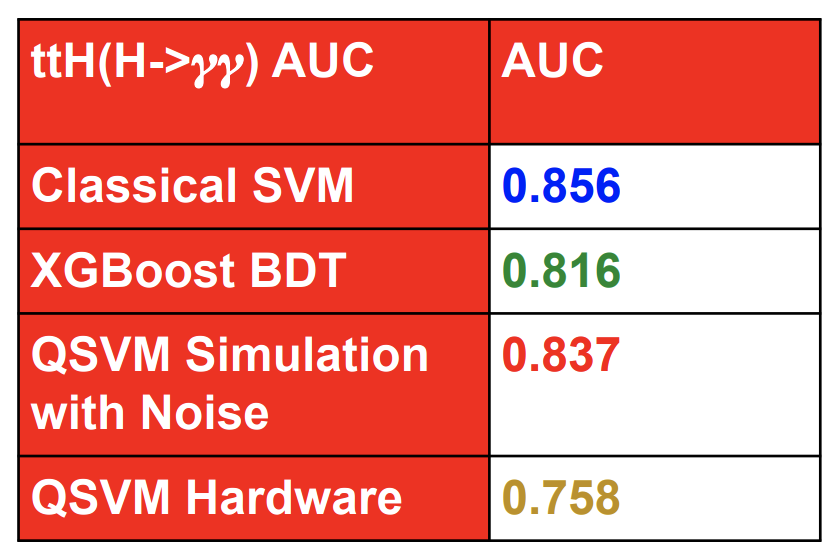 ttH(H->γγ) AUC AUC
Classical SVM 0.856
XGBoost BDT 0.816
QSVM Simulation 0.837
with Noise
QSVM Hardware 0.758